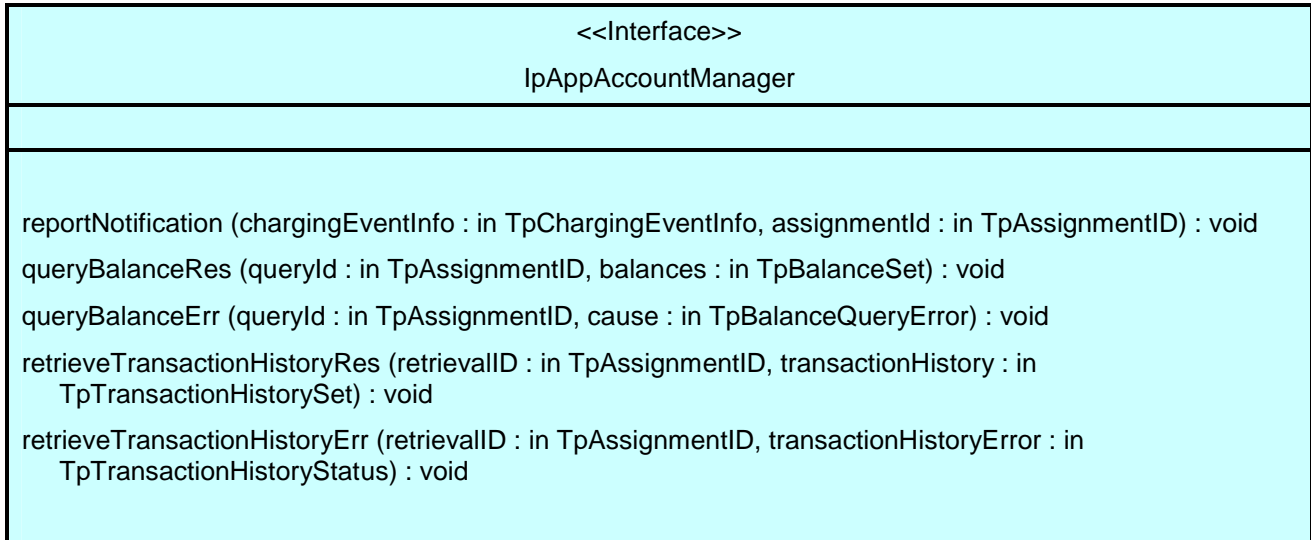 <<Interface>>
IpAppAccountManager
reportNotification (chargingEventInfo : in TpChargingEventInfo, assignmentId : in TpAssignmentID) : void
queryBalanceRes (queryId : in TpAssignmentID, balances : in TpBalanceSet) : void
queryBalanceErr (queryId : in TpAssignmentID, cause : in TpBalanceQueryError) : void
retrieveTransactionHistoryRes (retrievalID : in TpAssignmentID, transactionHistory : in
TpTransactionHistorySet) : void
retrieveTransactionHistoryErr (retrievalID : in TpAssignmentID, transactionHistoryError : in
TpTransactionHistoryStatus) : void